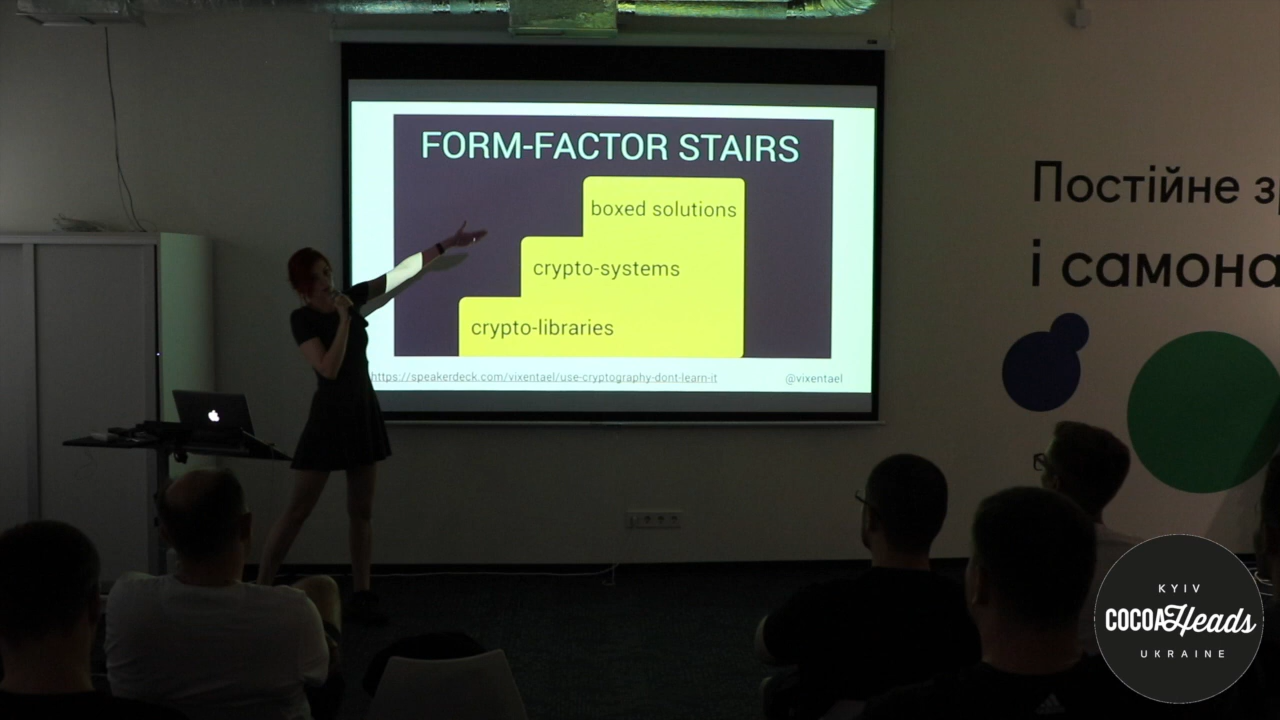 FORM-FACTOR STAIRS
boxed solutions
crypto-systems
crypto-libraries
https://speakerdeck.com/vixentael/use-cryptography-dont-learn-it
@vixentael
Постійне
і
KYIV
COCOAHeads
UKRAINE